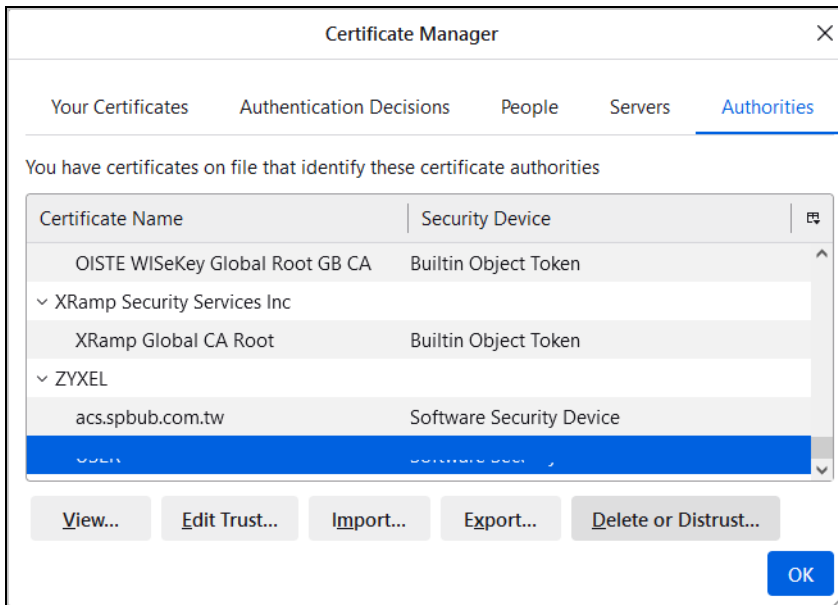 Certificate Manager
Your Certificates Authentication Decisions People Servers Authorities
You have certificates on file that identify these certificate authorities
Certificate Name Security Device
OISTE WISeKey Global Root GB CA Builtin Object Token
XRamp Security Services Inc
XRamp Global CA Root Builtin Object Token
ZYXEL
acs.spbub.com.tw Software Security Device
View... Edit Trust... Import... Export... Delete or Distrust...
OK